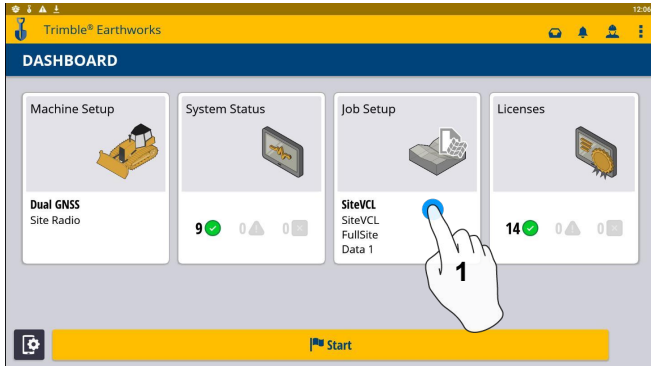 12:06
Trimble® Earthworks
DASHBOARD
Machine Setup
Dual GNSS
Site Radio
System Status
9 0 0
Job Setup
SiteVCL
SiteVCL
FullSite
Data 1
1
Licenses
14 0 0
Start